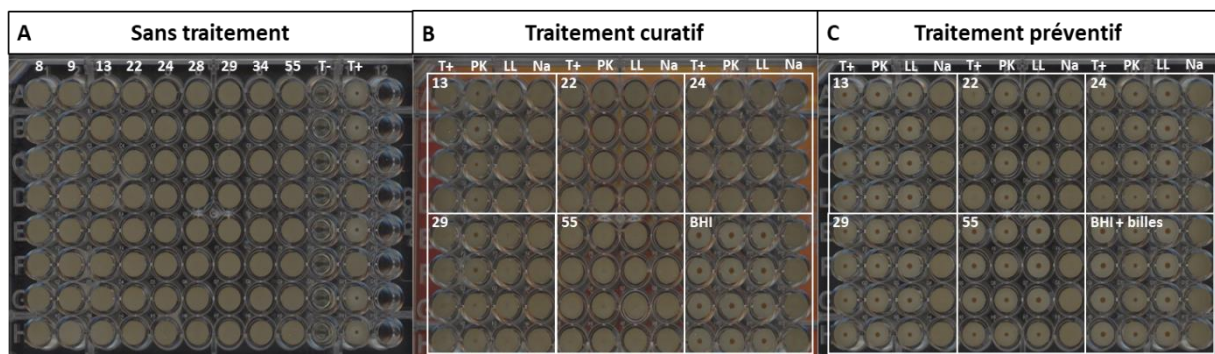 A Sans traitement
8 9 13 22 24 28 29 34 55 T- T+ 12
A
B
C
D
E
F
G
H
B Traitement curatif
T+ PK LL Na T+ PK LL Na T+ PK LL Na
13 22 24
29 55 BHI
C Traitement préventif
T+ PK LL Na T+ PK LL Na T+ PK LL Na
13 22 24
29 55 BHI + billes